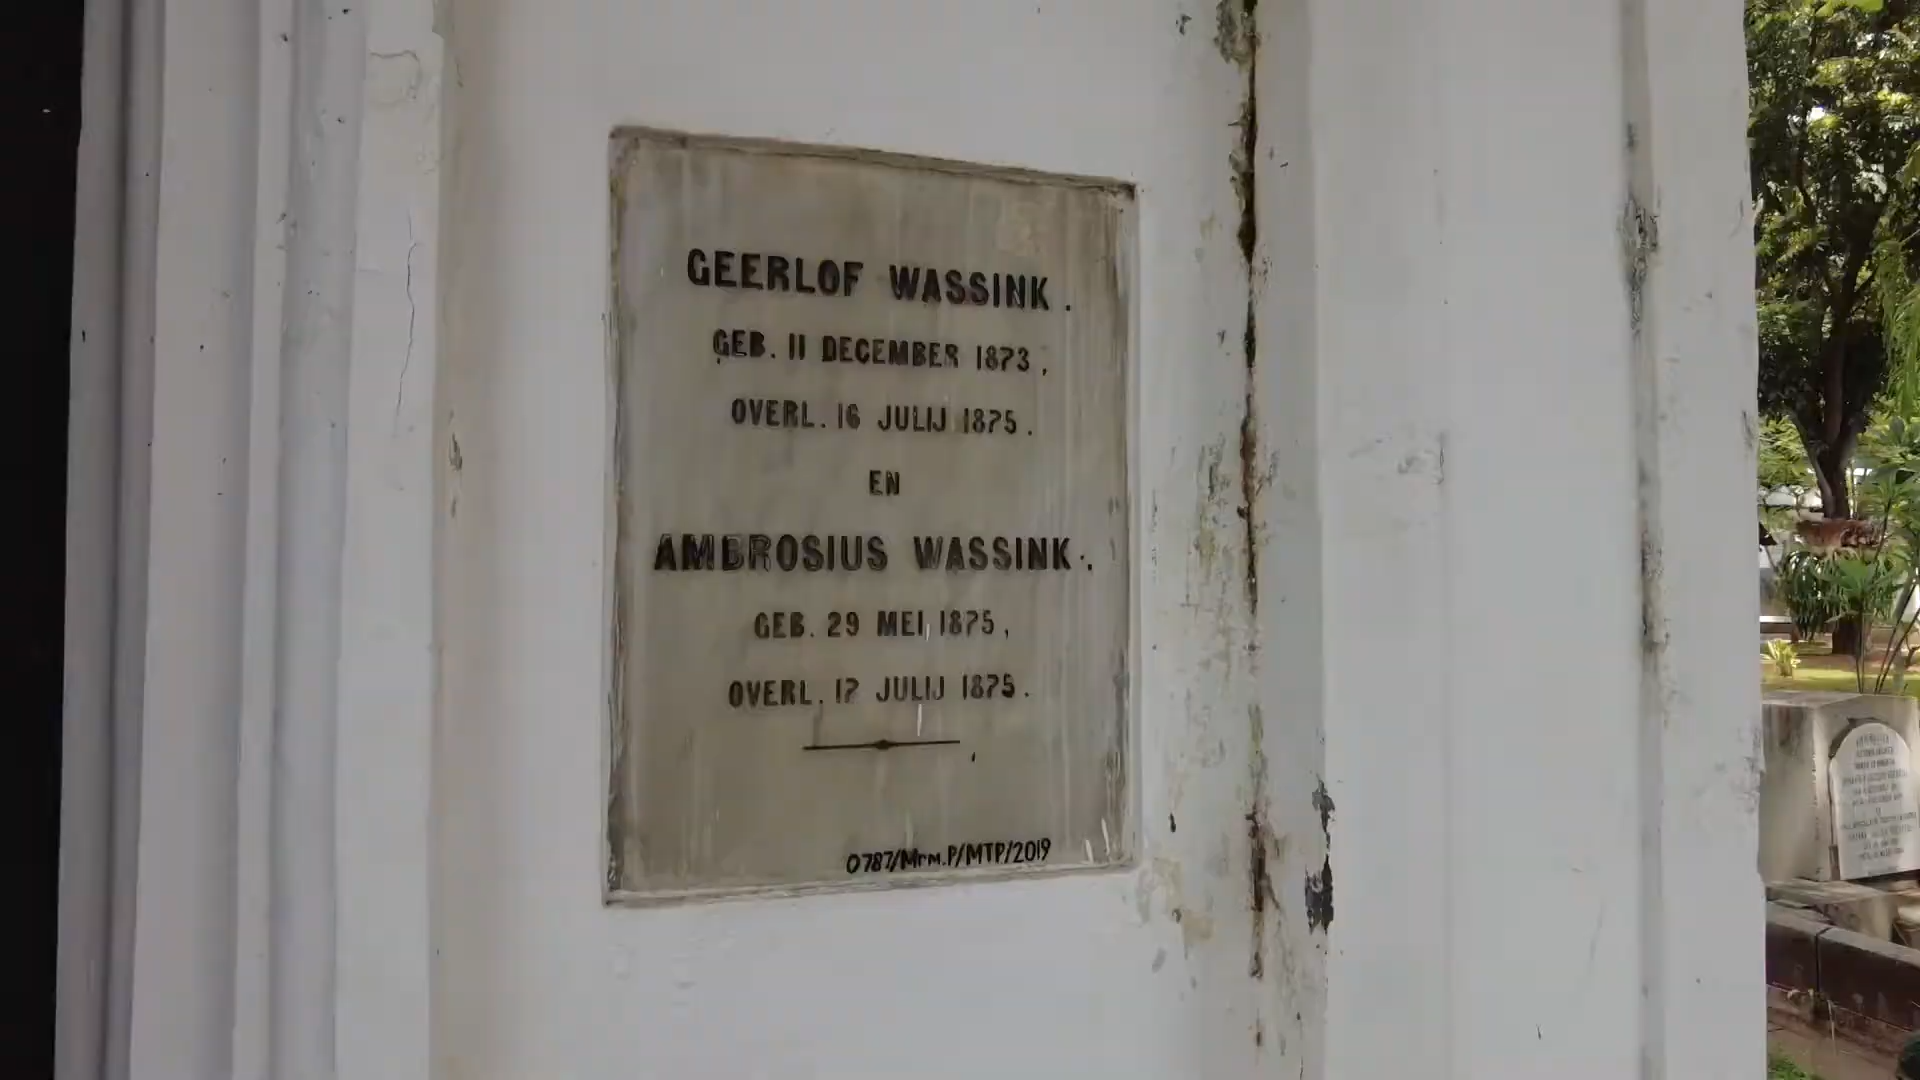 GEERLOF WASSINK.
GEB. 11 DECEMBER 1873,
OVERL. 16 JULIJ 1875.
EN
AMBROSIUS WASSINK.
GEB. 29 MEI 1875,
OVERL. 17 JULIJ 1875.
0787/Mrm.P/MTP/2019